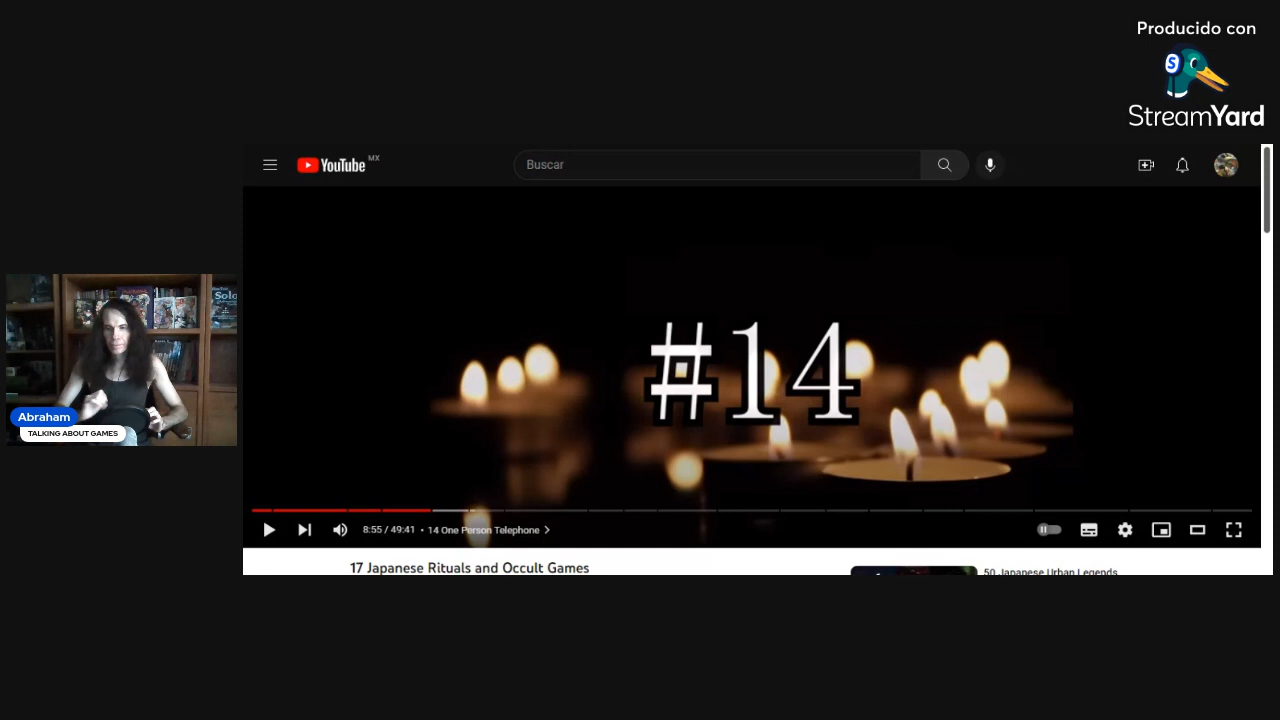 Producido con
StreamYard
YouTube MX
Buscar
Solo
#14
Abraham
TALKING ABOUT GAMES
8:55 / 49:41 • 14 One Person Telephone
17 Japanese Rituals and Occult Games
50 Japanese Urban Legends